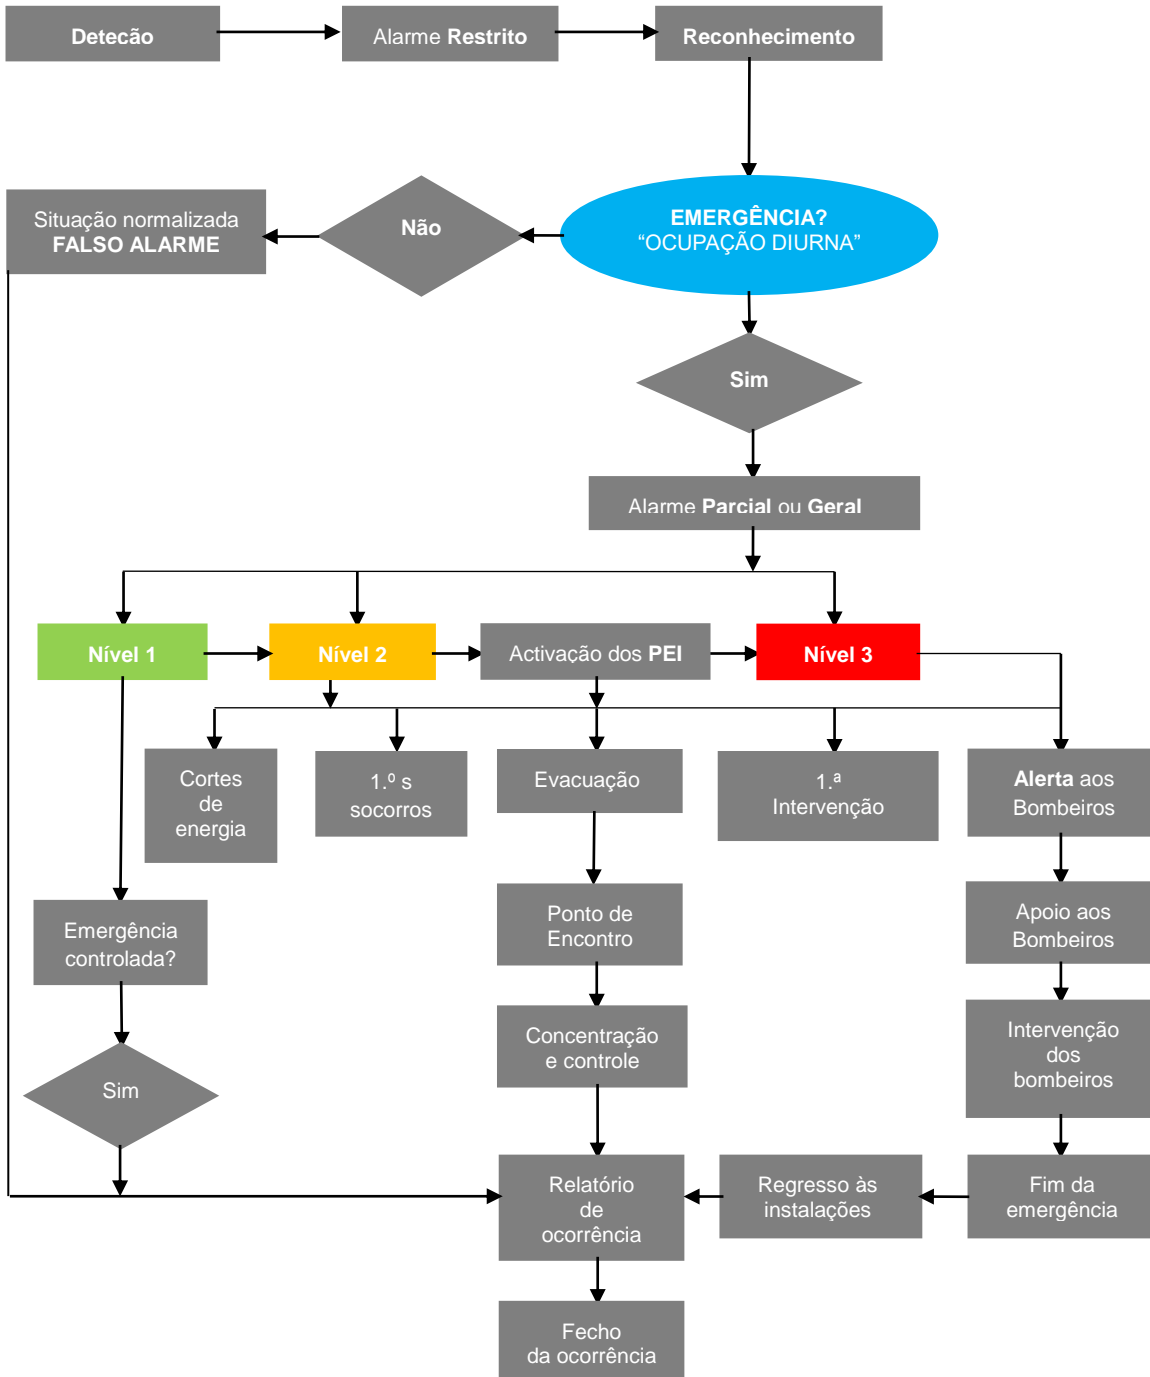 Detecão
Alarme Restrito
Reconhecimento
Situação normalizada
FALSO ALARME
Não
EMERGÊNCIA?
“OCUPAÇÃO DIURNA”
Sim
Alarme Parcial ou Geral
Nível 1
Nível 2
Activação dos PEI
Nível 3
Cortes
de
energia
1.º s
socorros
Evacuação
1.ª
Intervenção
Alerta aos
Bombeiros
Emergência
controlada?
Ponto de
Encontro
Apoio aos
Bombeiros
Concentração
e controle
Intervenção
dos
bombeiros
Sim
Relatório
de
ocorrência
Regresso às
instalações
Fim da
emergência
Fecho
da ocorrência